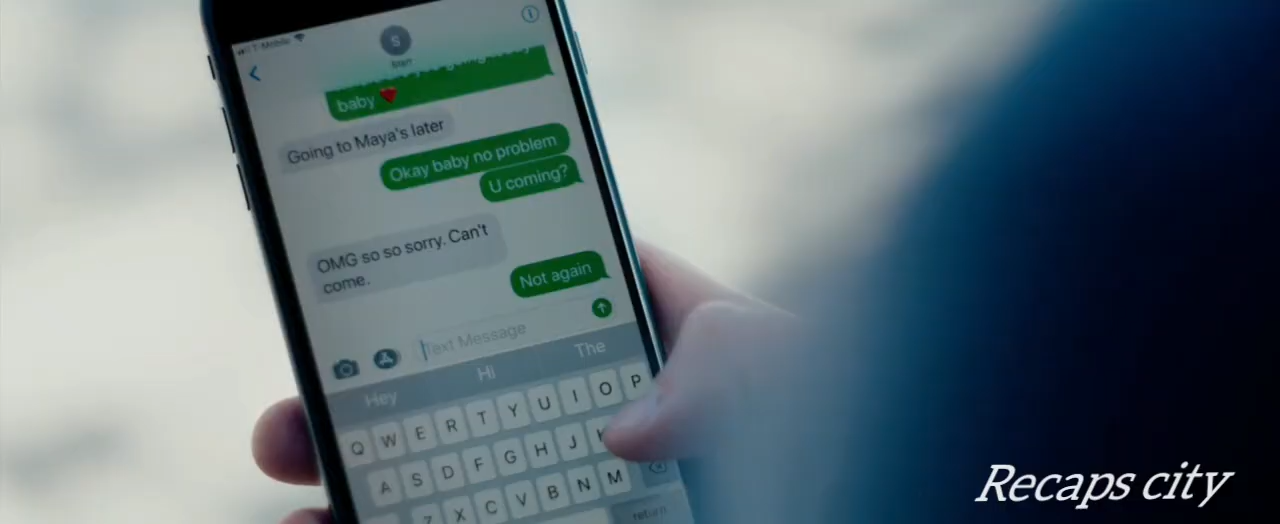 T-Mobile
S
baby ❤️
Going to Maya's later
Okay baby no problem
U coming?
OMG so so sorry. Can't
come.
Not again
Text Message
Hey Hi The
Q W E R T Y U I O P
A S D F G H J K
Z X C V B N M
return
Recaps city